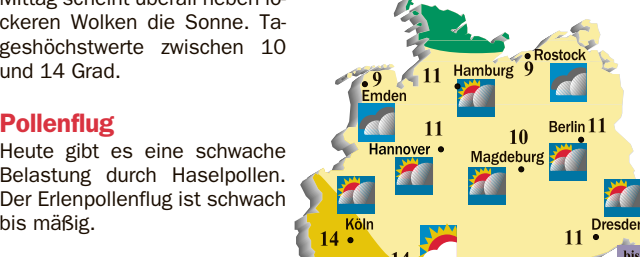 Mittag scheint überall neben lo-
ckeren Wolken die Sonne. Ta-
geshöchstwerte zwischen 10
und 14 Grad.
Pollenflug
Heute gibt es eine schwache
Belastung durch Haselpollen.
Der Erlenpollenflug ist schwach
bis mäßig.
Rostock
9
11
Hamburg
9
Emden
11
Hannover
10
Magdeburg
Berlin 11
Köln
14
Dresden
11
14
bis